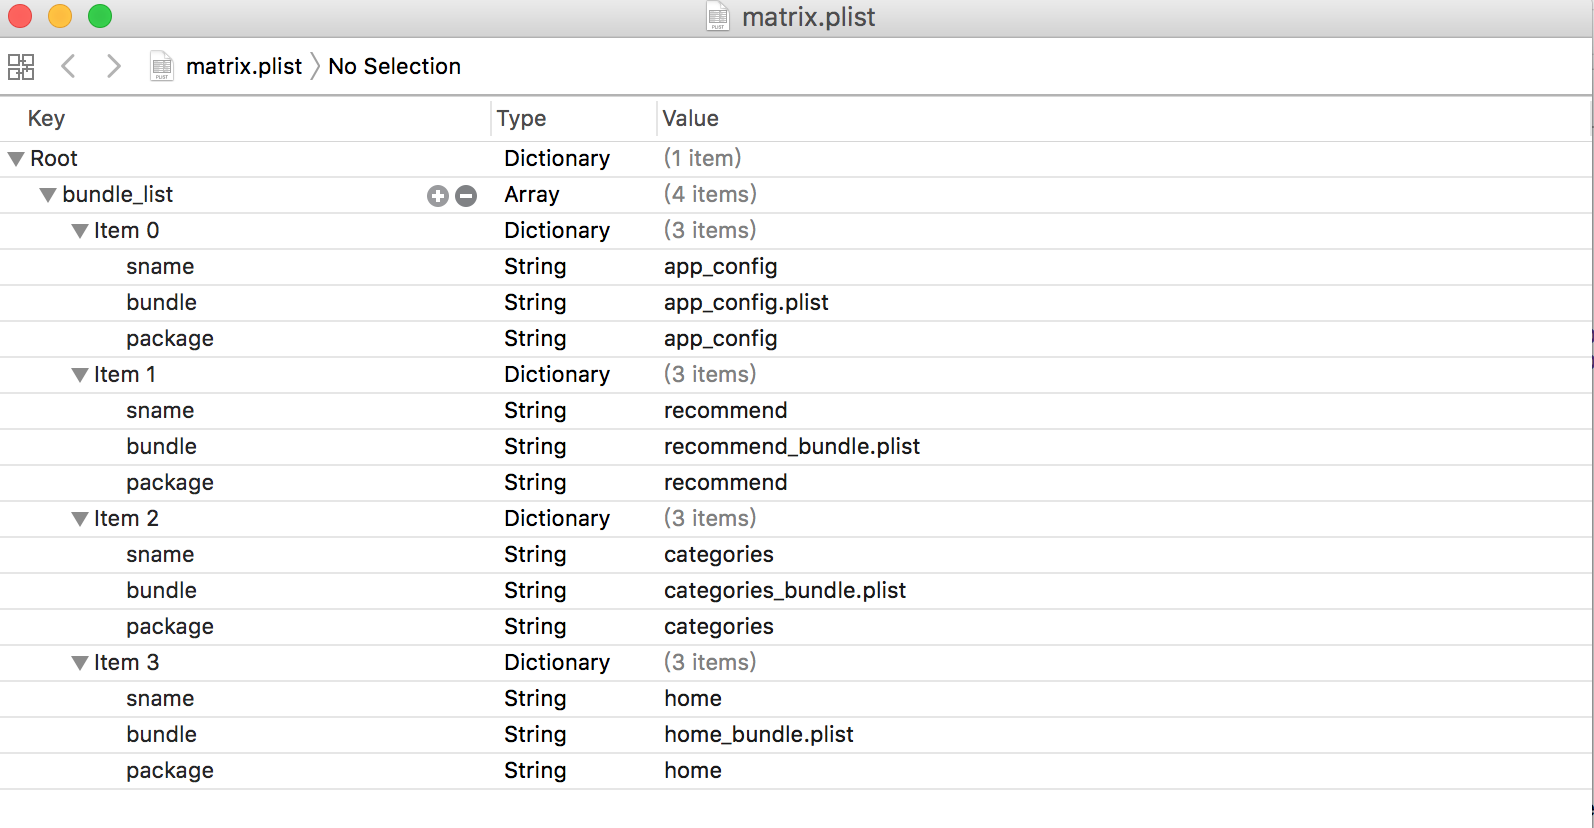 matrix.plist
matrix.plist No Selection
Key Type Value
Root Dictionary (1 item)
bundle_list Array (4 items)
Item 0 Dictionary (3 items)
sname String app_config
bundle String app_config.plist
package String app_config
Item 1 Dictionary (3 items)
sname String recommend
bundle String recommend_bundle.plist
package String recommend
Item 2 Dictionary (3 items)
sname String categories
bundle String categories_bundle.plist
package String categories
Item 3 Dictionary (3 items)
sname String home
bundle String home_bundle.plist
package String home